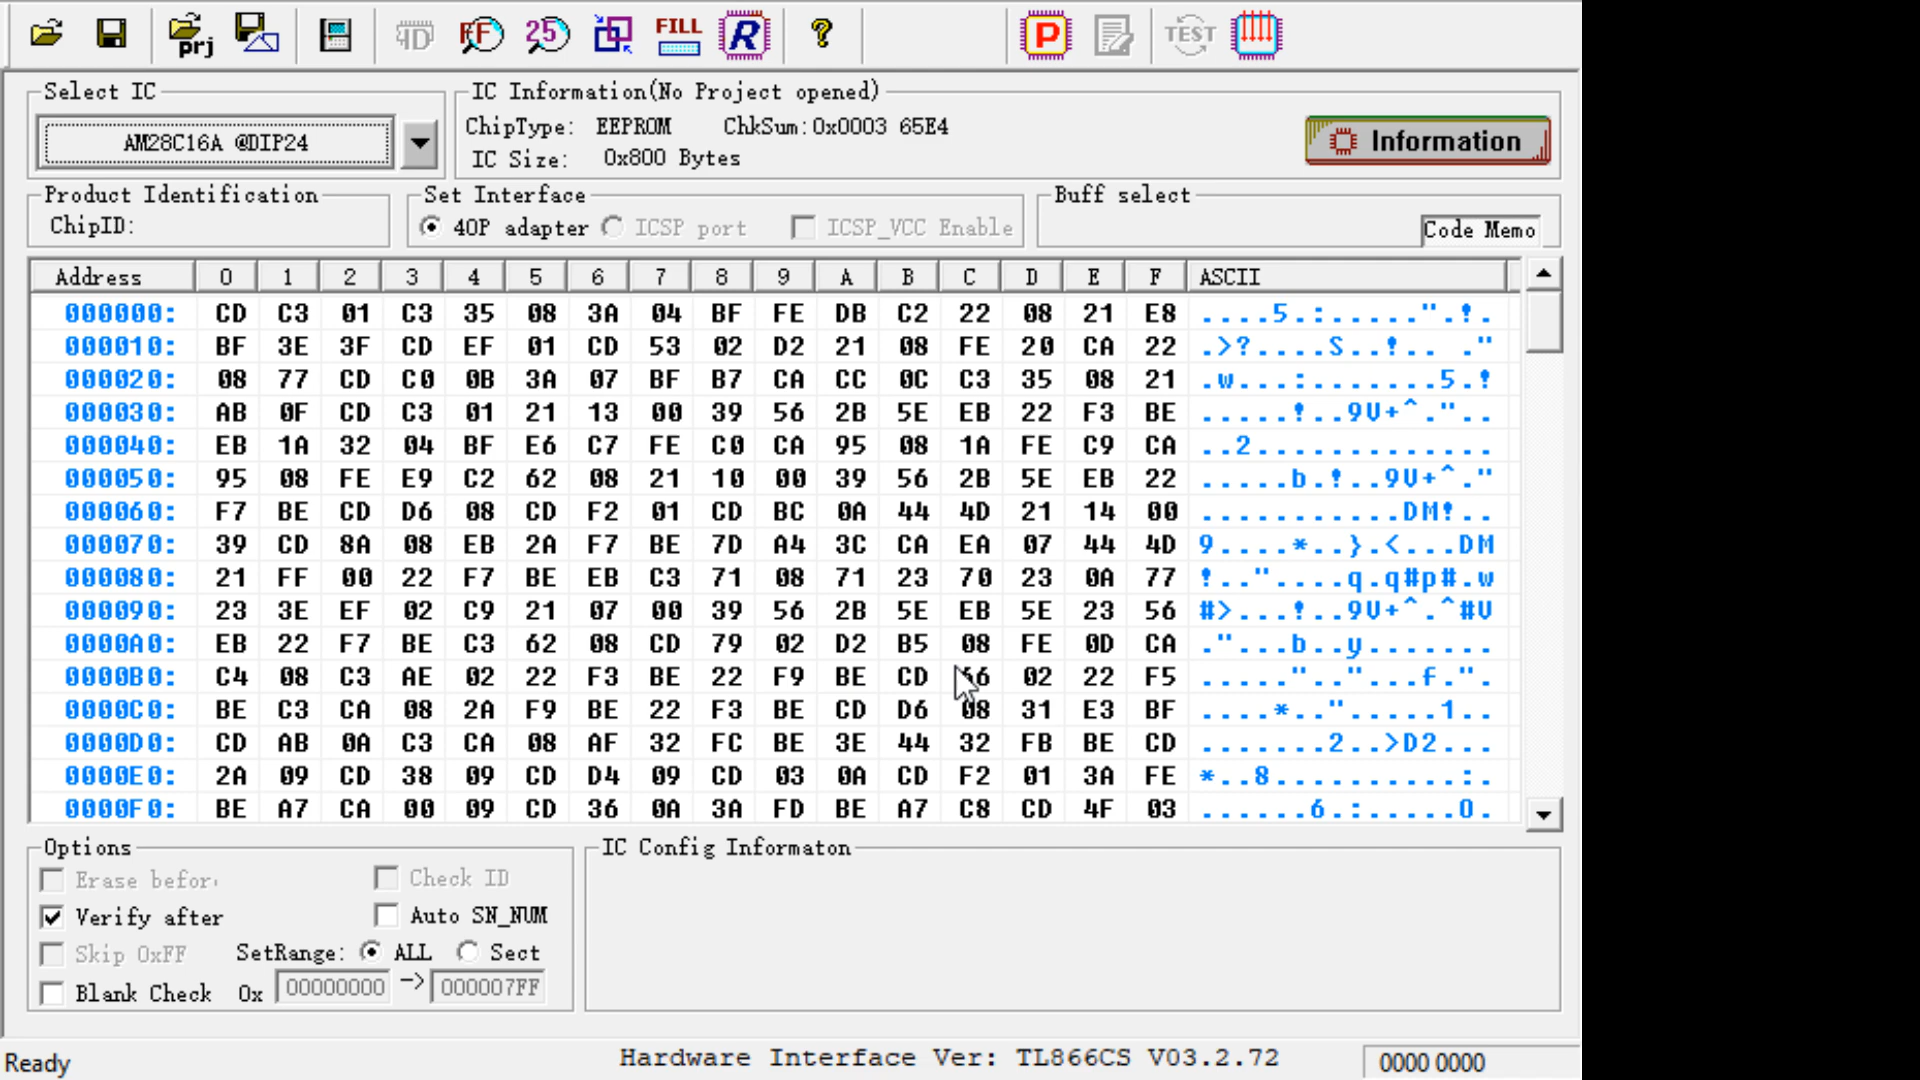 prj 4D FF 25 FILL R ? P TEST
Select IC
AM28C16A @DIP24
IC Information(No Project opened)
ChipType: EEPROM ChkSum:0x0003 65E4
IC Size: 0x800 Bytes
Information
Product Identification
ChipID:
Set Interface
40P adapter ICSP port ICSP_VCC Enable
Buff select
Code Memo
Address 0 1 2 3 4 5 6 7 8 9 A B C D E F ASCII
000000: CD C3 01 C3 35 08 3A 04 BF FE DB C2 22 08 21 E8 ....5.:.....".!.
000010: BF 3E 3F CD EF 01 CD 53 02 D2 21 08 FE 20 CA 22 .>?....S..!.. ."
000020: 08 77 CD C0 0B 3A 07 BF B7 CA CC 0C C3 35 08 21 .w...:.......5.!
000030: AB 0F CD C3 01 21 13 00 39 56 2B 5E EB 22 F3 BE .....!..9V+^."..
000040: EB 1A 32 04 BF E6 C7 FE C0 CA 95 08 1A FE C9 CA ..2.............
000050: 95 08 FE E9 C2 62 08 21 10 00 39 56 2B 5E EB 22 .....b.!..9V+^."
000060: F7 BE CD D6 08 CD F2 01 CD BC 0A 44 4D 21 14 00 ...........DM!..
000070: 39 CD 8A 08 EB 2A F7 BE 7D A4 3C CA EA 07 44 4D 9....*..}.<...DM
000080: 21 FF 00 22 F7 BE EB C3 71 08 71 23 70 23 0A 77 !.."....q.q#p#.w
000090: 23 3E EF 02 C9 21 07 00 39 56 2B 5E EB 5E 23 56 #>...!..9V+^.^#V
0000A0: EB 22 F7 BE C3 62 08 CD 79 02 D2 B5 08 FE 0D CA ."...b..y.......
0000B0: C4 08 C3 AE 02 22 F3 BE 22 F9 BE CD 66 02 22 F5 .....".."...f.".
0000C0: BE C3 CA 08 2A F9 BE 22 F3 BE CD D6 08 31 E3 BF ....*..".....1..
0000D0: CD AB 0A C3 CA 08 AF 32 FC BE 3E 44 32 FB BE CD .......2..>D2...
0000E0: 2A 09 CD 38 09 CD D4 09 CD 03 0A CD F2 01 3A FE *..8..........:.
0000F0: BE A7 CA 00 09 CD 36 0A 3A FD BE A7 C8 CD 4F 03 ......6.:.....O.
Options
Erase befor
Check ID
Verify after
Auto SN_NUM
Skip 0xFF SetRange: ALL Sect
Blank Check 0x 00000000 -> 000007FF
IC Config Informaton
Ready Hardware Interface Ver: TL866CS V03.2.72 0000 0000